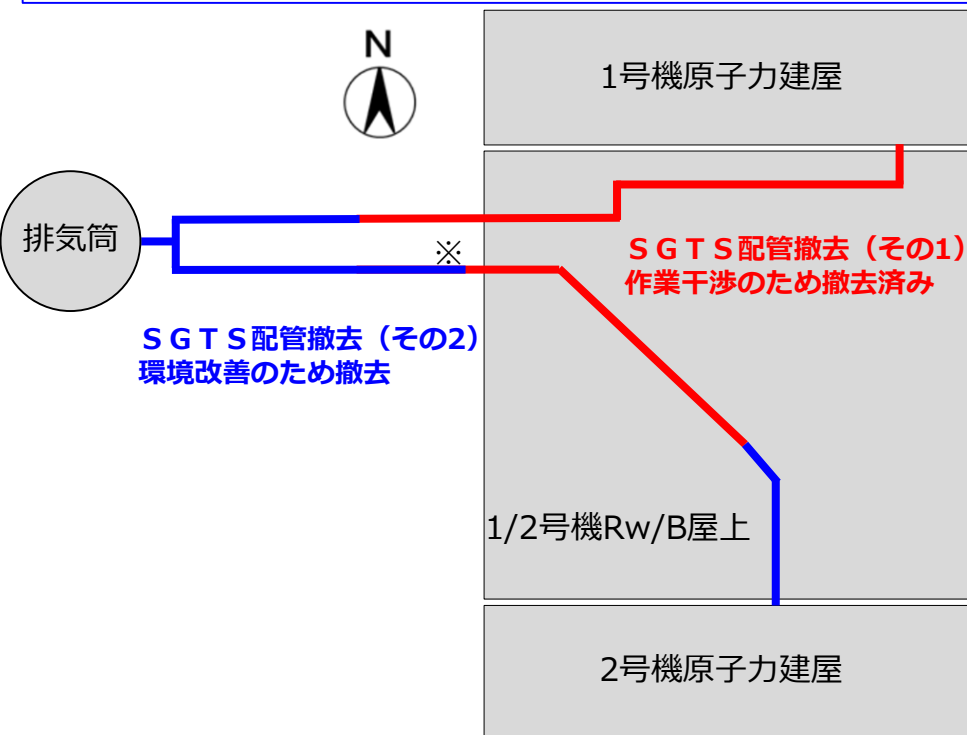 N
1号機原子力建屋
排気筒
※
ＳＧＴＳ配管撤去（その1）
作業干渉のため撤去済み
ＳＧＴＳ配管撤去（その2）
環境改善のため撤去
1/2号機Rw/B屋上
2号機原子力建屋